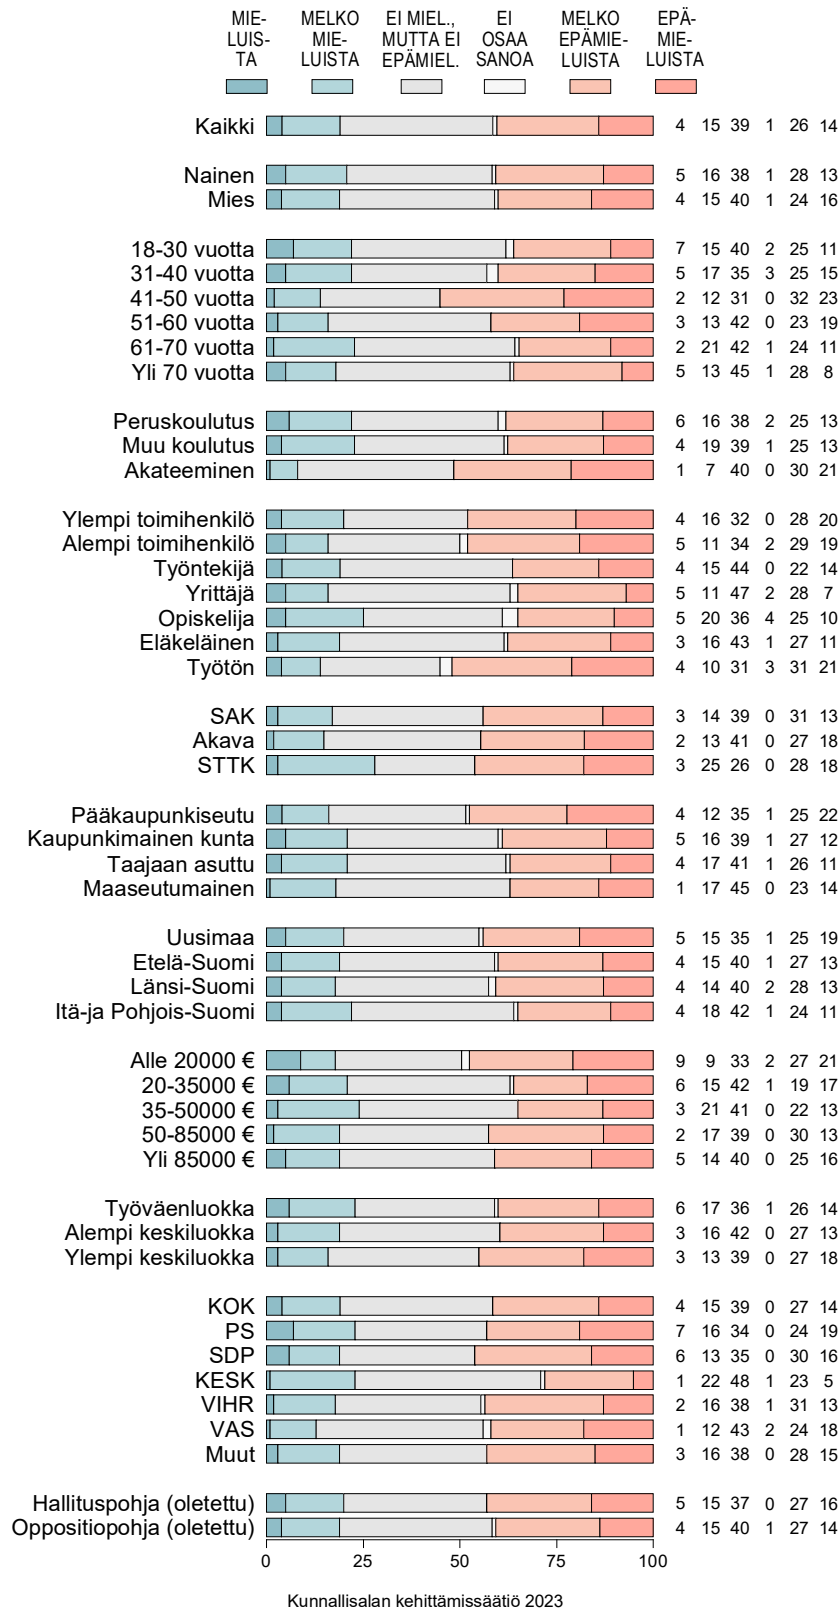 MIE-
LUIS-
TA
MELKO
MIE-
LUISTA
EI MIEL.,
MUTTA EI
EPÄMIEL.
EI
OSAA
SANOA
MELKO
EPÄMIE-
LUISTA
EPÄ-
MIE-
LUISTA
Kaikki 4 15 39 1 26 14
Nainen 5 16 38 1 28 13
Mies 4 15 40 1 24 16
18-30 vuotta 7 15 40 2 25 11
31-40 vuotta 5 17 35 3 25 15
41-50 vuotta 2 12 31 0 32 23
51-60 vuotta 3 13 42 0 23 19
61-70 vuotta 2 21 42 1 24 11
Yli 70 vuotta 5 13 45 1 28 8
Peruskoulutus 6 16 38 2 25 13
Muu koulutus 4 19 39 1 25 13
Akateeminen 1 7 40 0 30 21
Ylempi toimihenkilö 4 16 32 0 28 20
Alempi toimihenkilö 5 11 34 2 29 19
Työntekijä 4 15 44 0 22 14
Yrittäjä 5 11 47 2 28 7
Opiskelija 5 20 36 4 25 10
Eläkeläinen 3 16 43 1 27 11
Työtön 4 10 31 3 31 21
SAK 3 14 39 0 31 13
Akava 2 13 41 0 27 18
STTK 3 25 26 0 28 18
Pääkaupunkiseutu 4 12 35 1 25 22
Kaupunkimainen kunta 5 16 39 1 27 12
Taajaan asuttu 4 17 41 1 26 11
Maaseutumainen 1 17 45 0 23 14
Uusimaa 5 15 35 1 25 19
Etelä-Suomi 4 15 40 1 27 13
Länsi-Suomi 4 14 40 2 28 13
Itä-ja Pohjois-Suomi 4 18 42 1 24 11
Alle 20000 € 9 9 33 2 27 21
20-35000 € 6 15 42 1 19 17
35-50000 € 3 21 41 0 22 13
50-85000 € 2 17 39 0 30 13
Yli 85000 € 5 14 40 0 25 16
Työväenluokka 6 17 36 1 26 14
Alempi keskiluokka 3 16 42 0 27 13
Ylempi keskiluokka 3 13 39 0 27 18
KOK 4 15 39 0 27 14
PS 7 16 34 0 24 19
SDP 6 13 35 0 30 16
KESK 1 22 48 1 23 5
VIHR 2 16 38 1 31 13
VAS 1 12 43 2 24 18
Muut 3 16 38 0 28 15
Hallituspohja (oletettu) 5 15 37 0 27 16
Oppositiopohja (oletettu) 4 15 40 1 27 14
0 25 50 75 100
Kunnallisalan kehittämissäätiö 2023